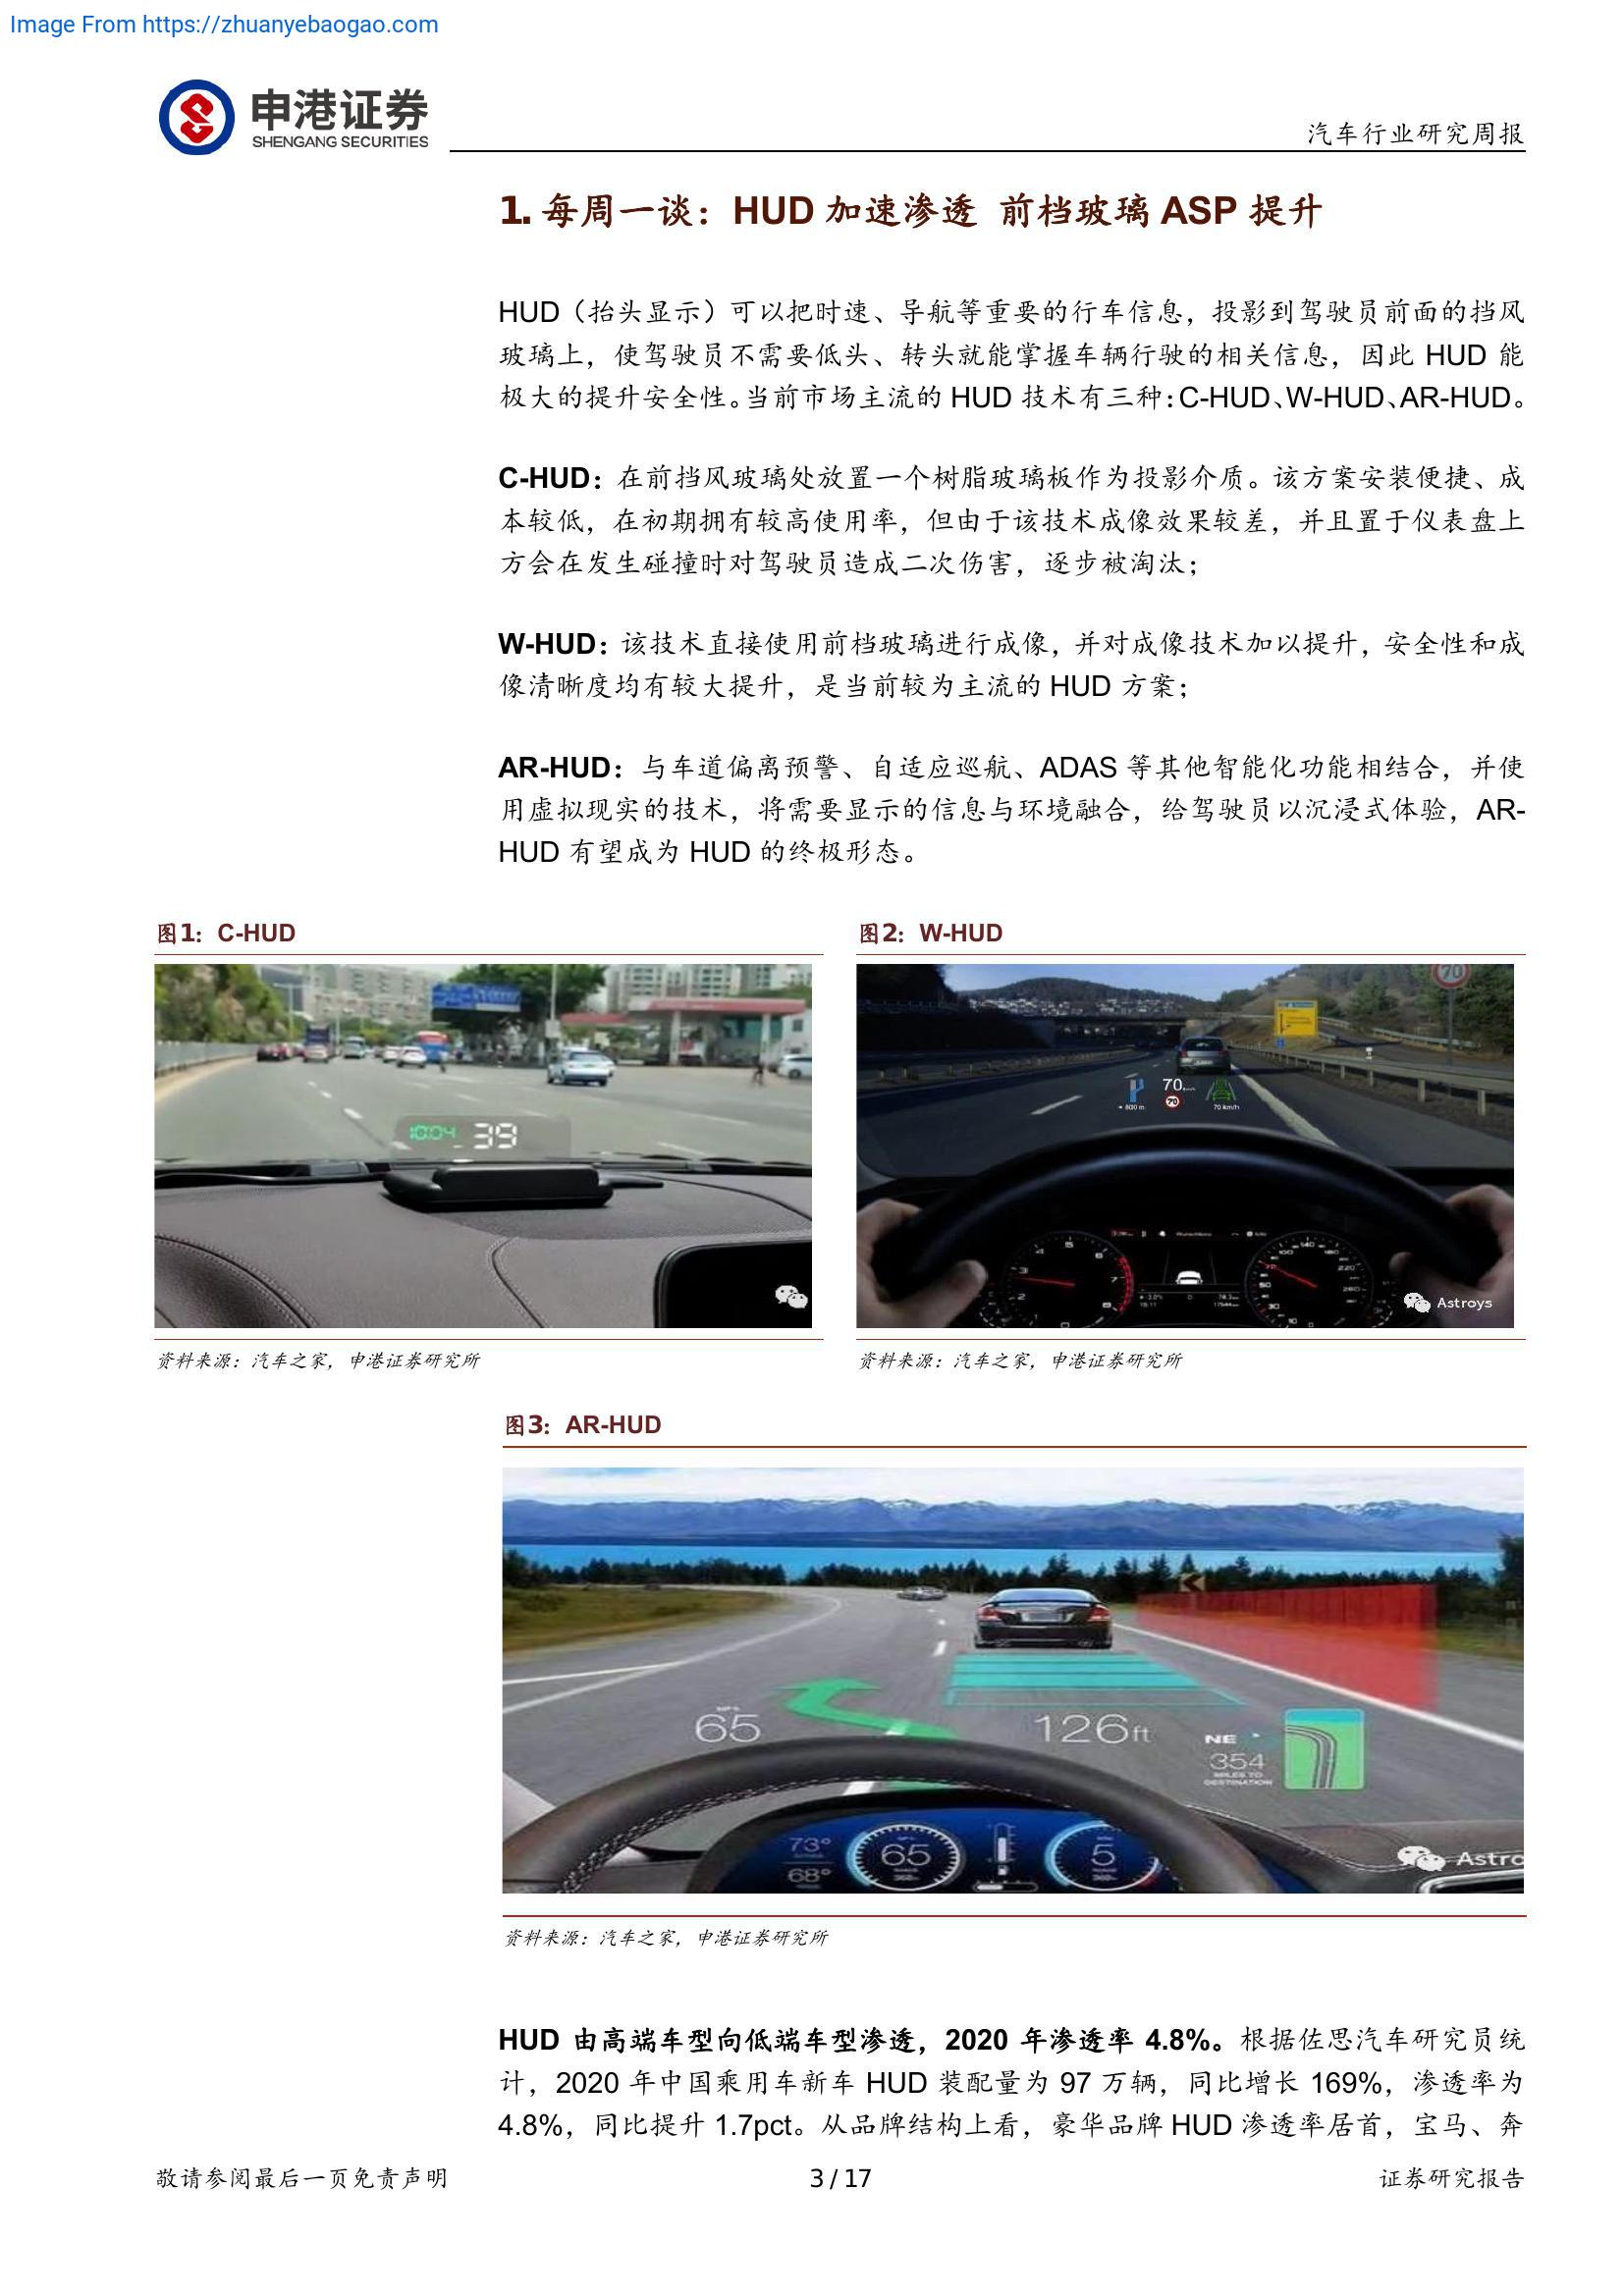 Image From https://zhuanyebaogao.com
申港证券
SHENGANG SECURITIES
汽车行业研究周报
1. 每周一谈：HUD 加速渗透 前档玻璃 ASP 提升
HUD（抬头显示）可以把时速、导航等重要的行车信息，投影到驾驶员前面的挡风
玻璃上，使驾驶员不需要低头、转头就能掌握车辆行驶的相关信息，因此 HUD 能
极大的提升安全性。当前市场主流的 HUD 技术有三种：C-HUD、W-HUD、AR-HUD。
C-HUD：在前挡风玻璃处放置一个树脂玻璃板作为投影介质。该方案安装便捷、成
本较低，在初期拥有较高使用率，但由于该技术成像效果较差，并且置于仪表盘上
方会在发生碰撞时对驾驶员造成二次伤害，逐步被淘汰；
W-HUD：该技术直接使用前档玻璃进行成像，并对成像技术加以提升，安全性和成
像清晰度均有较大提升，是当前较为主流的 HUD 方案；
AR-HUD：与车道偏离预警、自适应巡航、ADAS 等其他智能化功能相结合，并使
用虚拟现实的技术，将需要显示的信息与环境融合，给驾驶员以沉浸式体验，AR-
HUD 有望成为 HUD 的终极形态。
图1：C-HUD
10:04 39
资料来源：汽车之家，申港证券研究所
图2：W-HUD
70
70
70
800 m
70 km/h
Astroys
资料来源：汽车之家，申港证券研究所
图3：AR-HUD
65
126ft
NE
354
MILES TO
DESTINATION
73°
68°
65
5
Astro
资料来源：汽车之家，申港证券研究所
HUD 由高端车型向低端车型渗透，2020 年渗透率 4.8%。根据佐思汽车研究员统
计，2020 年中国乘用车新车 HUD 装配量为 97 万辆，同比增长 169%，渗透率为
4.8%，同比提升 1.7pct。从品牌结构上看，豪华品牌 HUD 渗透率居首，宝马、奔
敬请参阅最后一页免责声明
3 / 17
证券研究报告